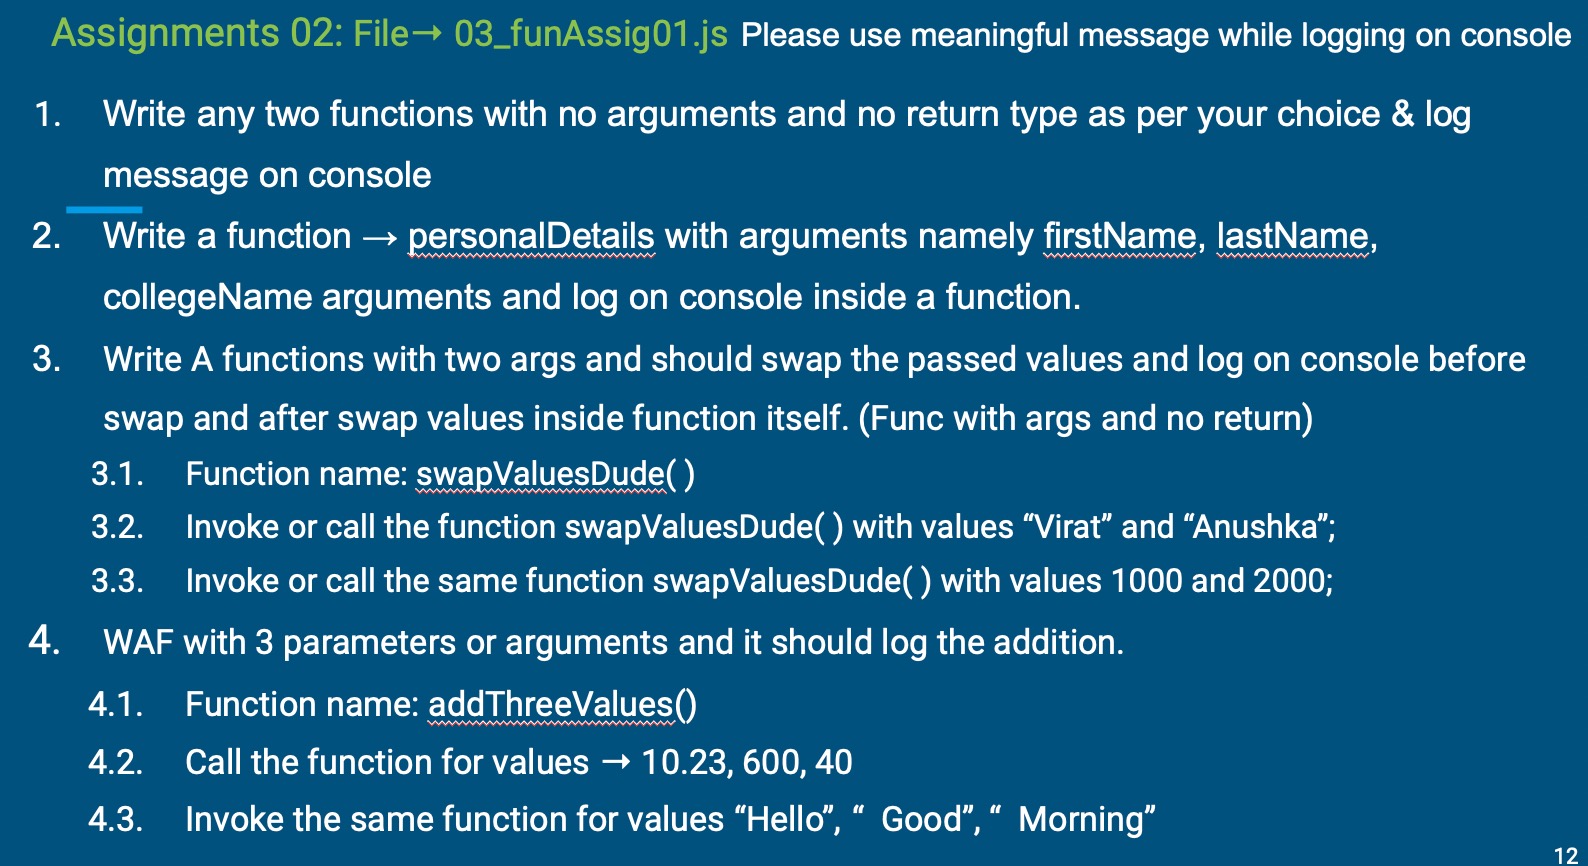 Assignments 02: File→ 03_funAssig01.js Please use meaningful message while logging on console
1. Write any two functions with no arguments and no return type as per your choice & log
message on console
2. Write a function → personalDetails with arguments namely firstName, lastName,
collegeName arguments and log on console inside a function.
3. Write A functions with two args and should swap the passed values and log on console before
swap and after swap values inside function itself. (Func with args and no return)
3.1. Function name: swapValuesDude( )
3.2. Invoke or call the function swapValuesDude( ) with values “Virat” and “Anushka”;
3.3. Invoke or call the same function swapValuesDude( ) with values 1000 and 2000;
4. WAF with 3 parameters or arguments and it should log the addition.
4.1. Function name: addThreeValues()
4.2. Call the function for values → 10.23, 600, 40
4.3. Invoke the same function for values “Hello”, “  Good”, “  Morning”
12